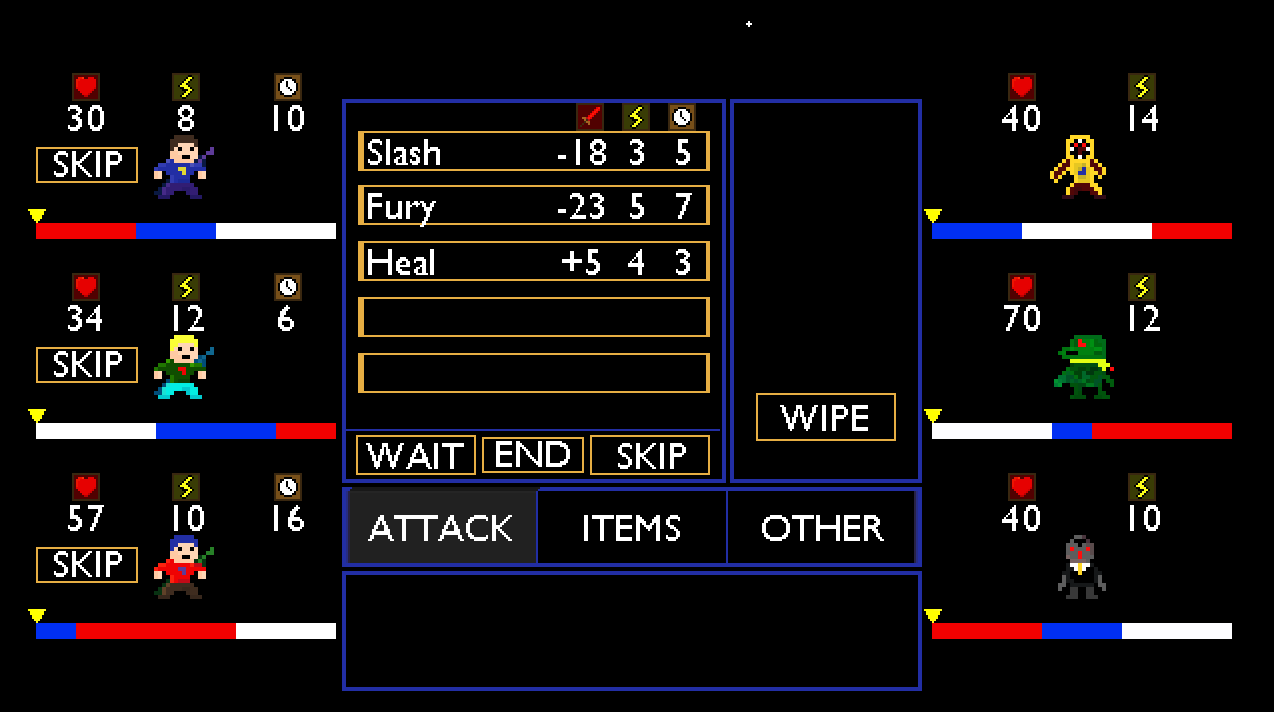 30 8 10
SKIP
34 12 6
SKIP
57 10 16
SKIP
Slash -18 3 5
Fury -23 5 7
Heal +5 4 3
WAIT END SKIP
WIPE
ATTACK ITEMS OTHER
40 14
70 12
40 10